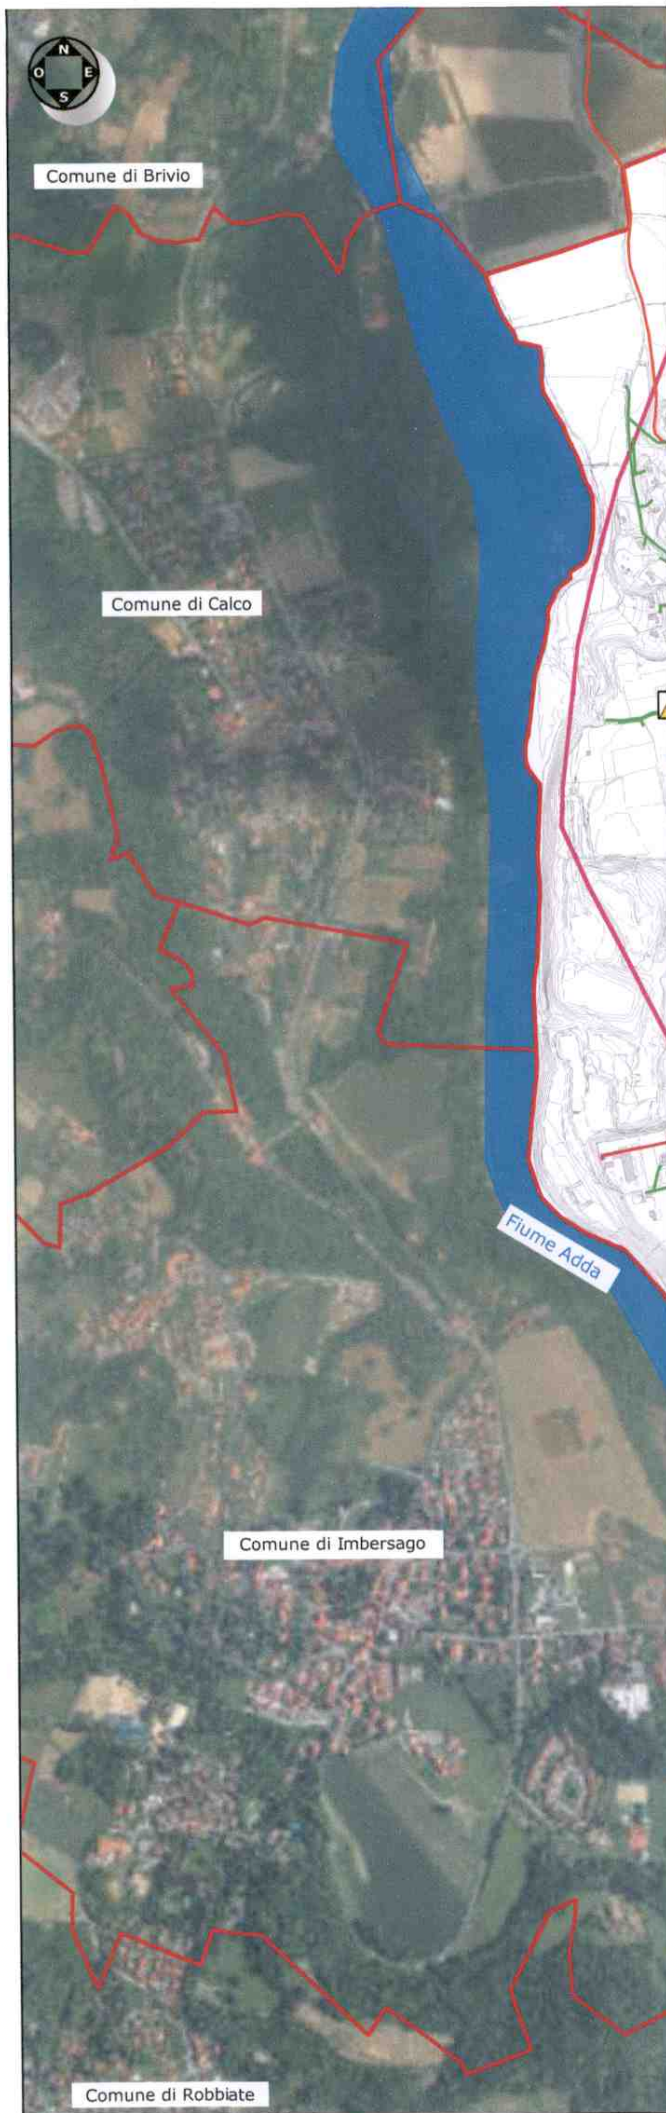 N
O E
S
Comune di Brivio
Comune di Calco
Fiume Adda
Comune di Imbersago
Comune di Robbiate